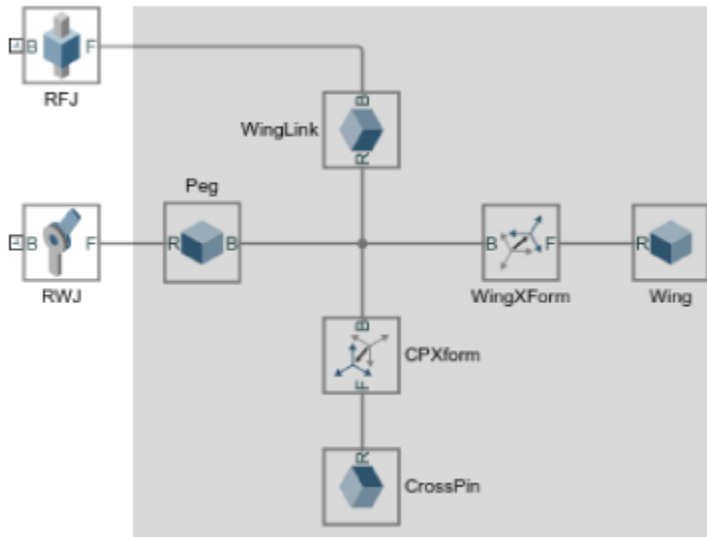 B F
RFJ
B
WingLink
R
Peg
B F
R B
B F
R
RWJ
WingXForm
Wing
B
CPXform
F
R
CrossPin